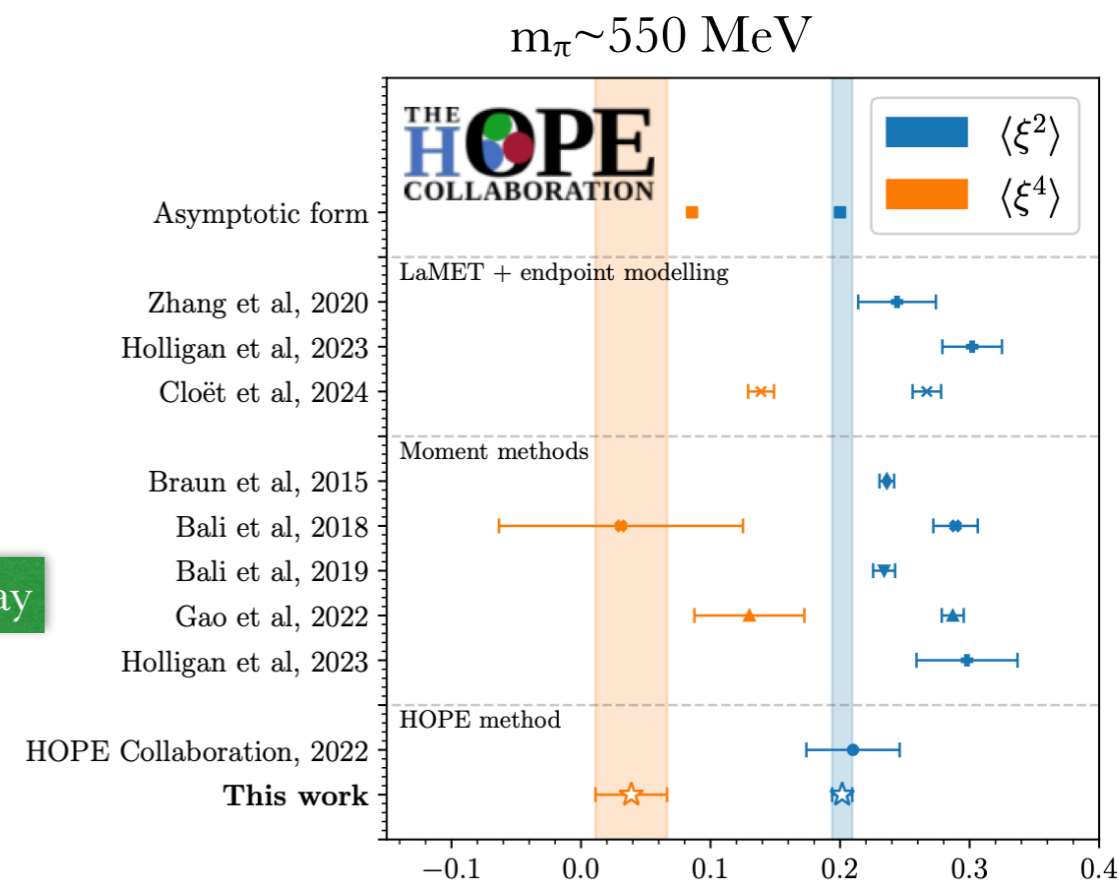 mπ~550 MeV
THE
HOPE
COLLABORATION
⟨ξ²⟩
⟨ξ⁴⟩
Asymptotic form
LaMET + endpoint modelling
Zhang et al, 2020
Holligan et al, 2023
Cloët et al, 2024
Moment methods
Braun et al, 2015
Bali et al, 2018
Bali et al, 2019
ay
Gao et al, 2022
Holligan et al, 2023
HOPE method
HOPE Collaboration, 2022
This work
−0.1 0.0 0.1 0.2 0.3 0.4